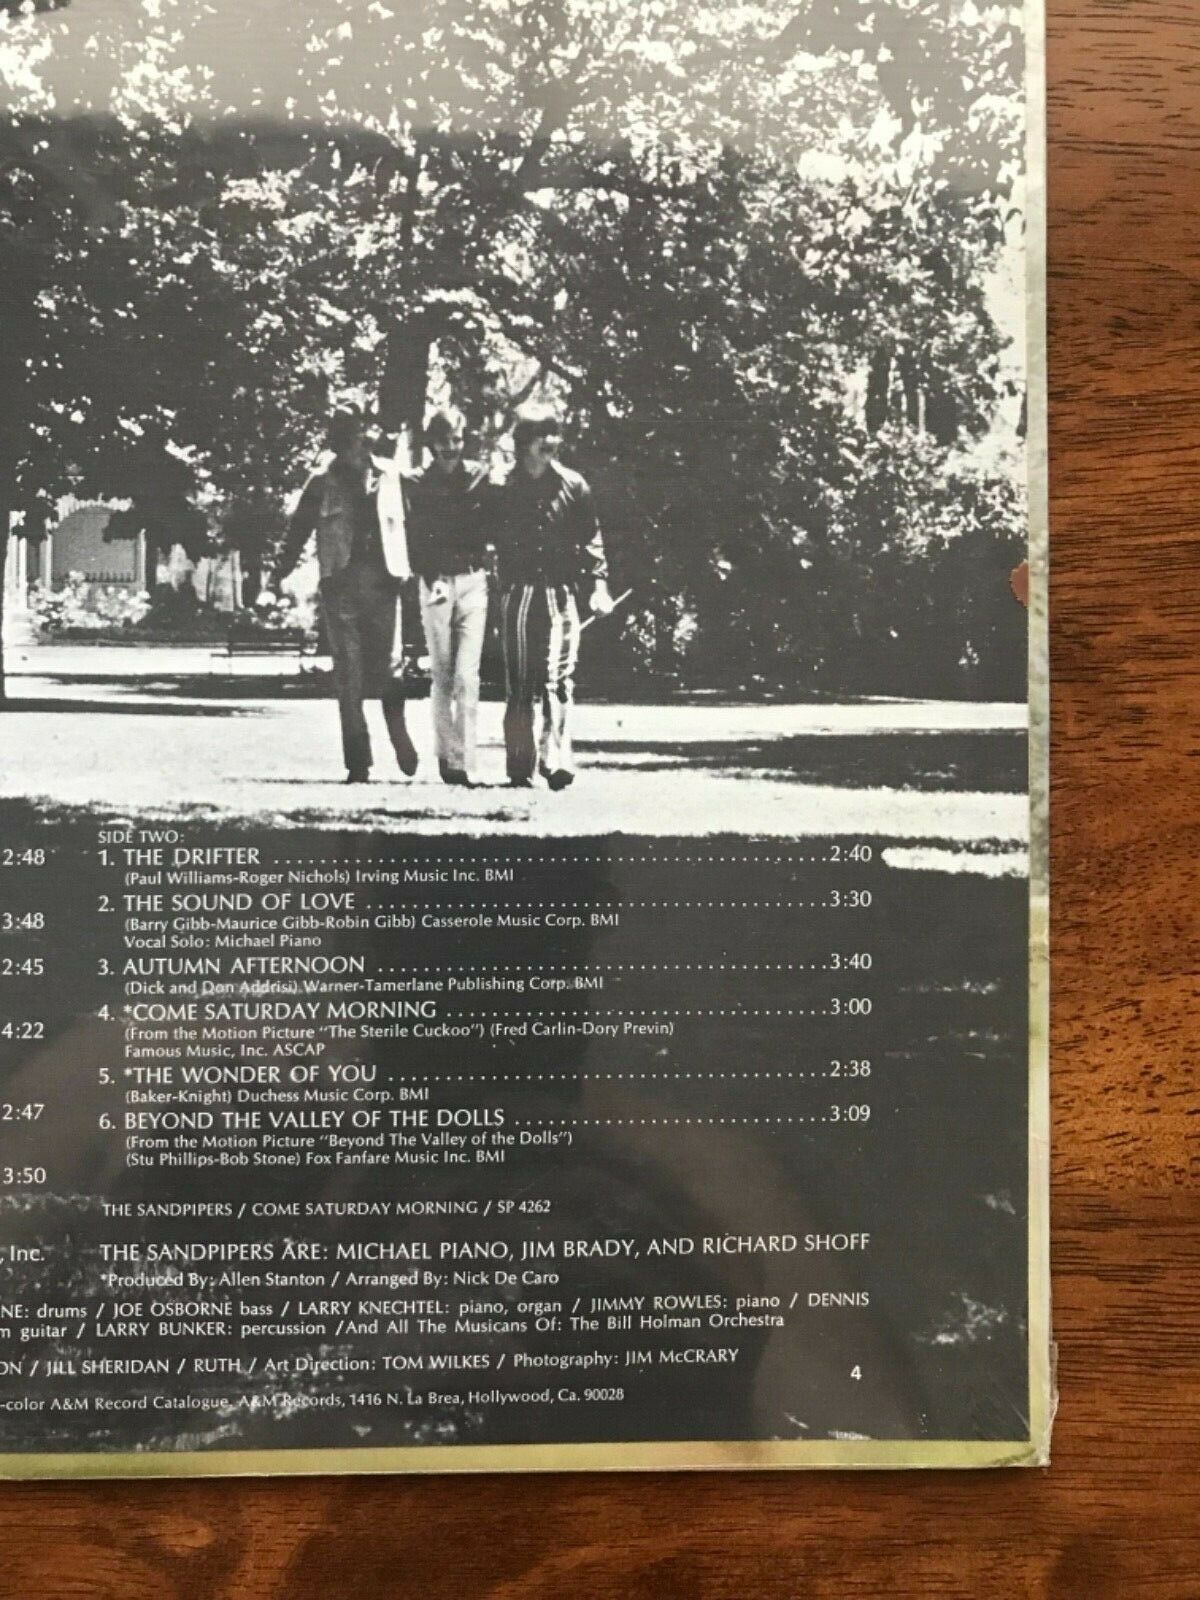 SIDE TWO:
2:48
1. THE DRIFTER ........ 2:40
(Paul Williams-Roger Nichols) Irving Music Inc. BMI
3:48
2. THE SOUND OF LOVE ........ 3:30
(Barry Gibb-Maurice Gibb-Robin Gibb) Casserole Music Corp. BMI
Vocal Solo: Michael Piano
2:45
3. AUTUMN AFTERNOON ........ 3:40
(Dick and Don Addrisi) Warner-Tamerlane Publishing Corp. BMI
4:22
4. *COME SATURDAY MORNING ........ 3:00
(From the Motion Picture "The Sterile Cuckoo") (Fred Carlin-Dory Previn)
Famous Music, Inc. ASCAP
5. *THE WONDER OF YOU ........ 2:38
(Baker-Knight) Duchess Music Corp. BMI
2:47
6. BEYOND THE VALLEY OF THE DOLLS ........ 3:09
(From the Motion Picture "Beyond The Valley of the Dolls")
(Stu Phillips-Bob Stone) Fox Fanfare Music Inc. BMI
3:50
THE SANDPIPERS / COME SATURDAY MORNING / SP 4262
, Inc.
THE SANDPIPERS ARE: MICHAEL PIANO, JIM BRADY, AND RICHARD SHOFF
*Produced By: Allen Stanton / Arranged By: Nick De Caro
NE: drums / JOE OSBORNE bass / LARRY KNECHTEL: piano, organ / JIMMY ROWLES: piano / DENNIS
m guitar / LARRY BUNKER: percussion /And All The Musicans Of: The Bill Holman Orchestra
ON / JILL SHERIDAN / RUTH / Art Direction: TOM WILKES / Photography: JIM McCRARY
4
-color A&M Record Catalogue, A&M Records, 1416 N. La Brea, Hollywood, Ca. 90028